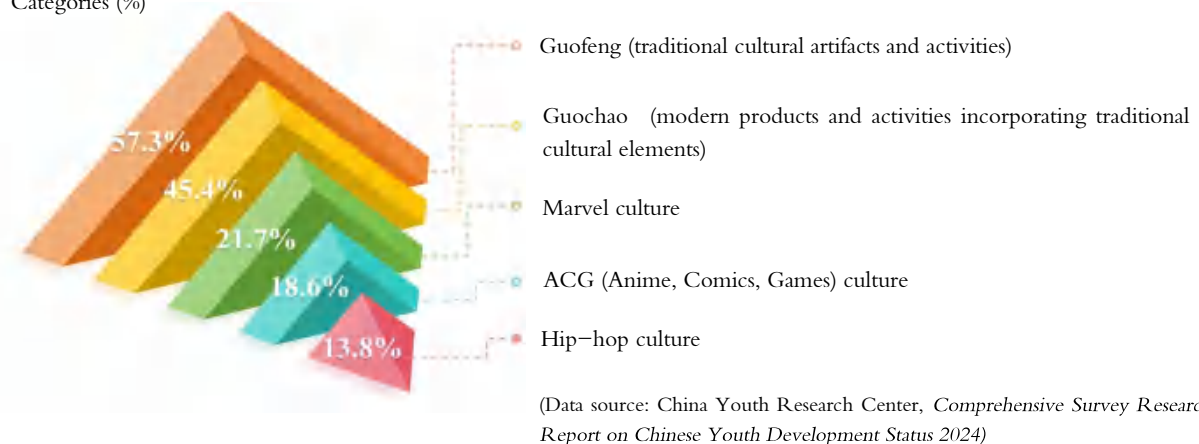 Categories (%)
57.3%
45.4%
21.7%
18.6%
13.8%
Guofeng (traditional cultural artifacts and activities)
Guochao (modern products and activities incorporating traditional
cultural elements)
Marvel culture
ACG (Anime, Comics, Games) culture
Hip-hop culture
(Data source: China Youth Research Center, Comprehensive Survey Researc
Report on Chinese Youth Development Status 2024)